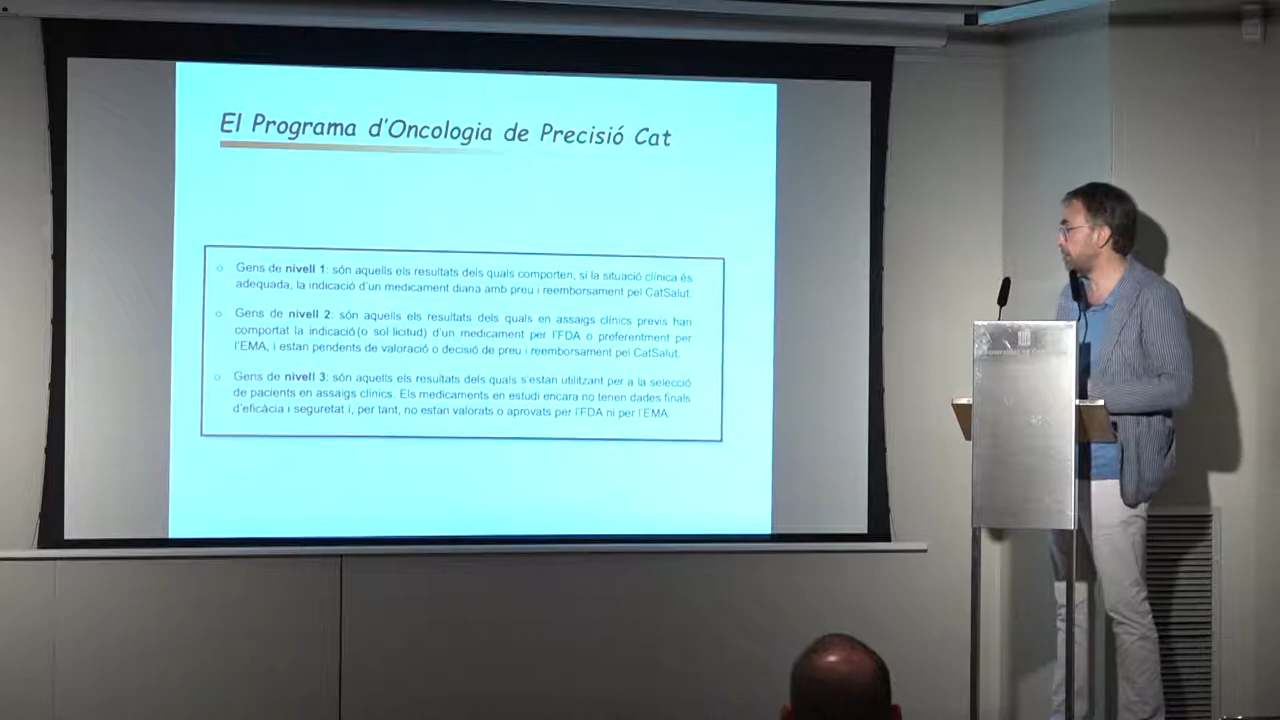 El Programa d'Oncologia de Precisió Cat
o Gens de nivell 1: són aquells els resultats dels quals comporten, si la situació clínica és
adequada, la indicació d'un medicament diana amb preu i reemborsament pel CatSalut.
o Gens de nivell 2: són aquells els resultats dels quals en assaigs clínics previs han
comportat la indicació (o sol·licitud) d'un medicament per l'FDA o preferentment per
l'EMA, i estan pendents de valoració o decisió de preu i reemborsament pel CatSalut.
o Gens de nivell 3: són aquells els resultats dels quals s'estan utilitzant per a la selecció
de pacients en assaigs clínics. Els medicaments en estudi encara no tenen dades finals
d'eficàcia i seguretat i, per tant, no estan valorats o aprovats per l'FDA ni per l'EMA.